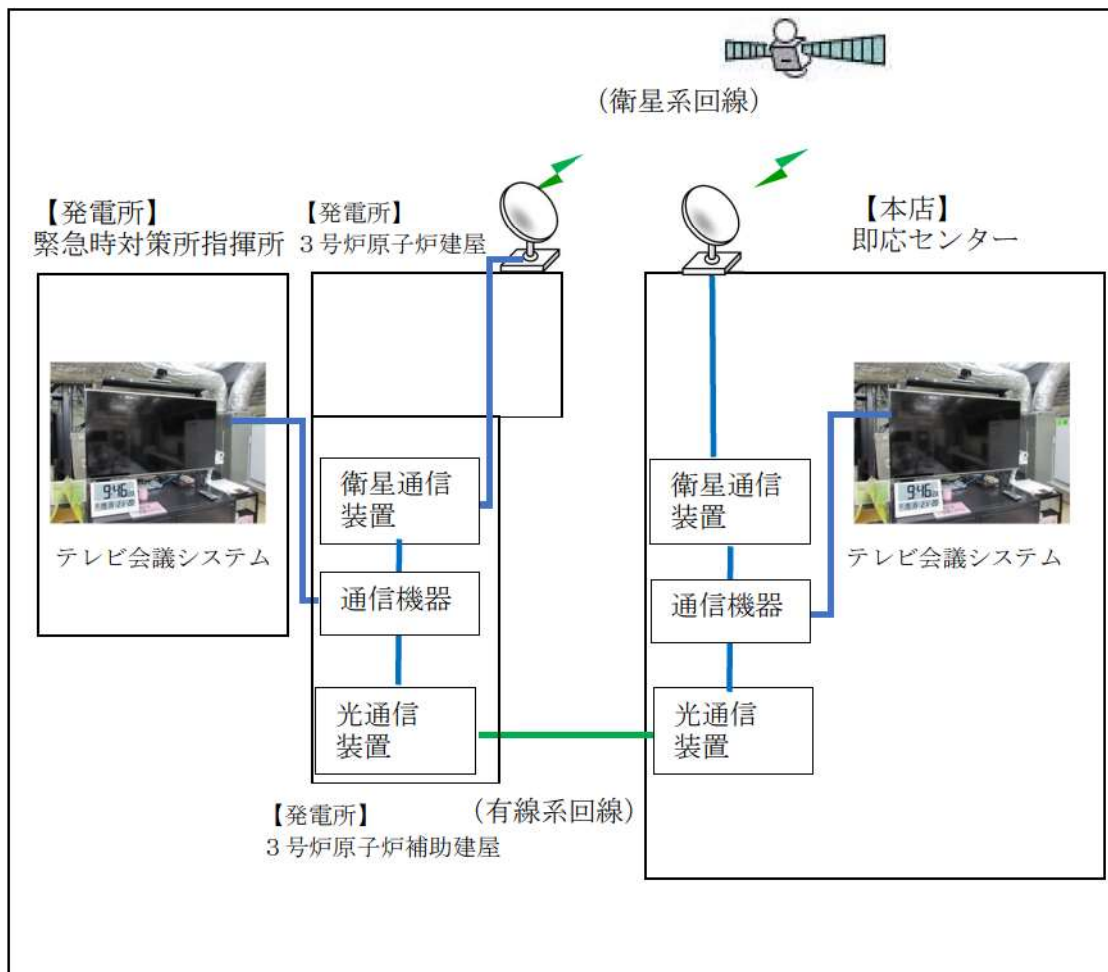 (衛星系回線)
【発電所】
緊急時対策所指揮所
【発電所】
３号炉原子炉建屋
【本店】
即応センター
9:46
9:46
テレビ会議システム
衛星通信
装置
通信機器
光通信
装置
衛星通信
装置
通信機器
光通信
装置
テレビ会議システム
(有線系回線)
【発電所】
３号炉原子炉補助建屋